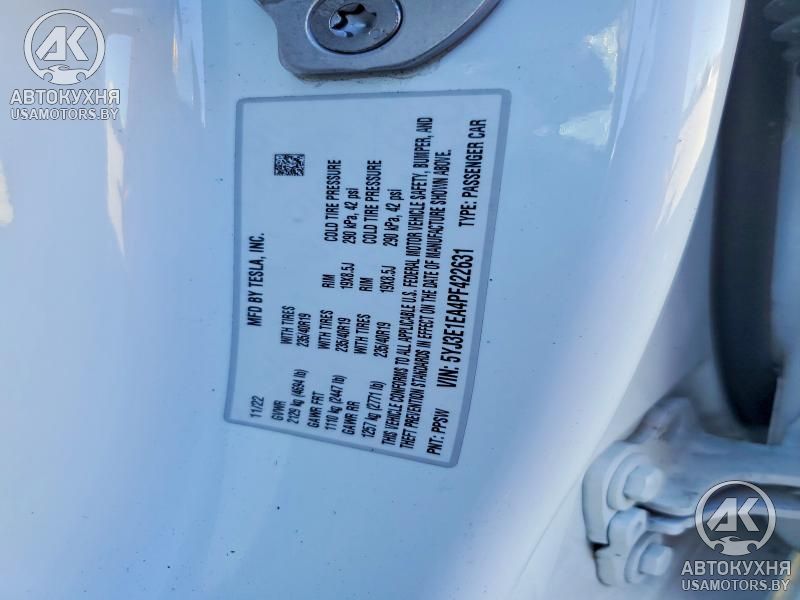 AK
АВТОКУХНЯ
USAMOTORS.BY
MFD BY TESLA, INC.
11/22
GVWR
2129 kg (4694 lb)
GAWR FRT WITH TIRES RIM COLD TIRE PRESSURE
1110 kg (2447 lb) 235/40R19 19X8.5J 290 kPa, 42 psi
GAWR RR WITH TIRES RIM COLD TIRE PRESSURE
1257 kg (2771 lb) 235/40R19 19X8.5J 290 kPa, 42 psi
THIS VEHICLE CONFORMS TO ALL APPLICABLE U.S. FEDERAL MOTOR VEHICLE SAFETY, BUMPER, AND
THEFT PREVENTION STANDARDS IN EFFECT ON THE DATE OF MANUFACTURE SHOWN ABOVE.
PNT: PPSW VIN: 5YJ3E1EA4PF422631 TYPE: PASSENGER CAR
AK
АВТОКУХНЯ
USAMOTORS.BY